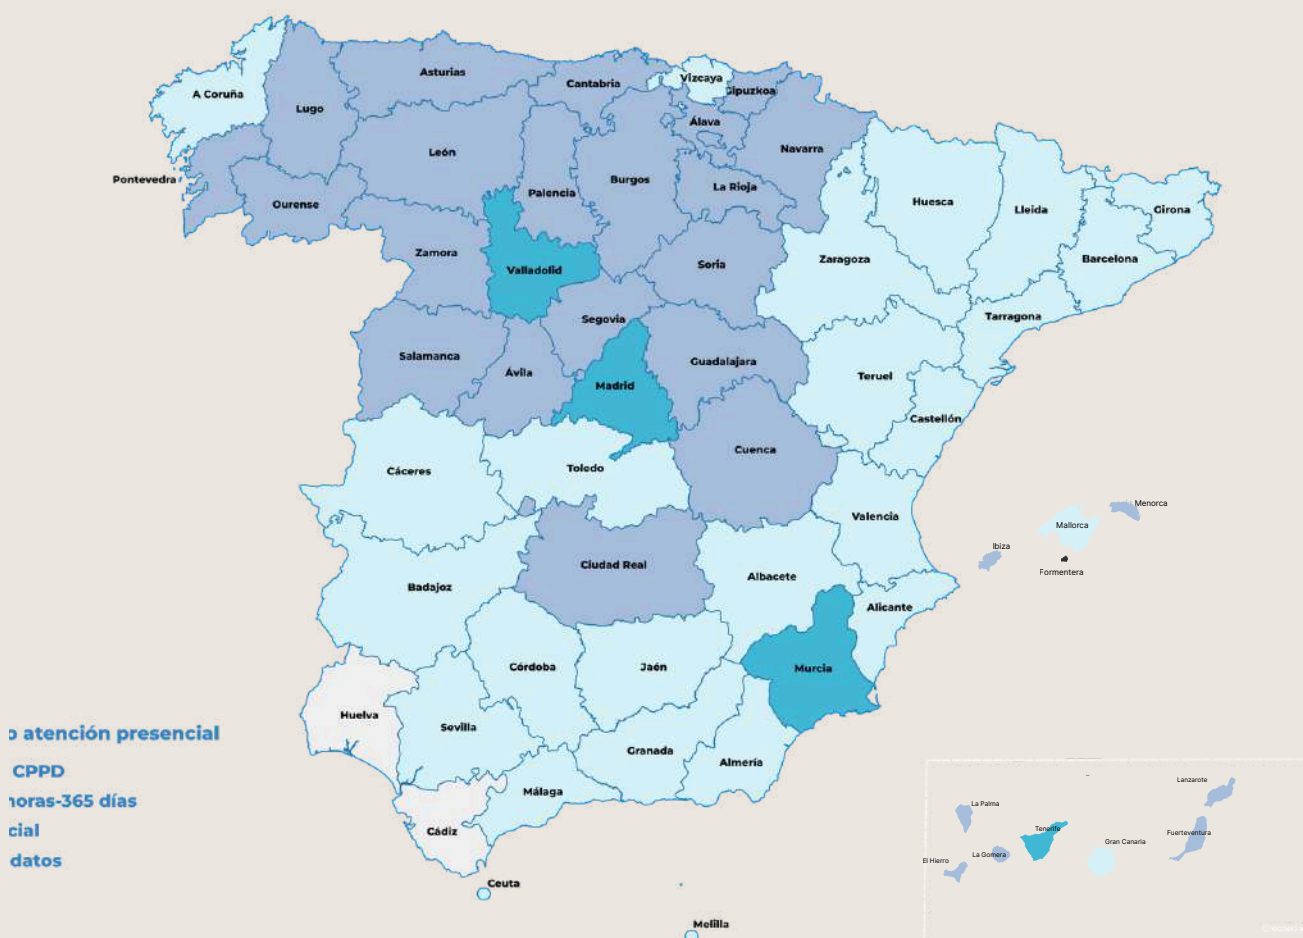 Asturias
Cantabria
Vizcaya
Gipuzkoa
A Coruña
Lugo
Álava
Navarra
León
Pontevedra
Palencia
Burgos
La Rioja
Ourense
Huesca
Lleida
Girona
Zamora
Valladolid
Soria
Zaragoza
Barcelona
Segovia
Tarragona
Salamanca
Ávila
Madrid
Guadalajara
Teruel
Castellón
Cuenca
Cáceres
Toledo
Valencia
Menorca
Mallorca
Ibiza
Formentera
Ciudad Real
Albacete
Badajoz
Alicante
Córdoba
Jaén
Murcia
Huelva
Sevilla
Granada
Almería
Málaga
Cádiz
Ceuta
Melilla
o atención presencial
CPPD
horas-365 días
cial
datos
Lanzarote
La Palma
Tenerife
Fuerteventura
Gran Canaria
La Gomera
El Hierro